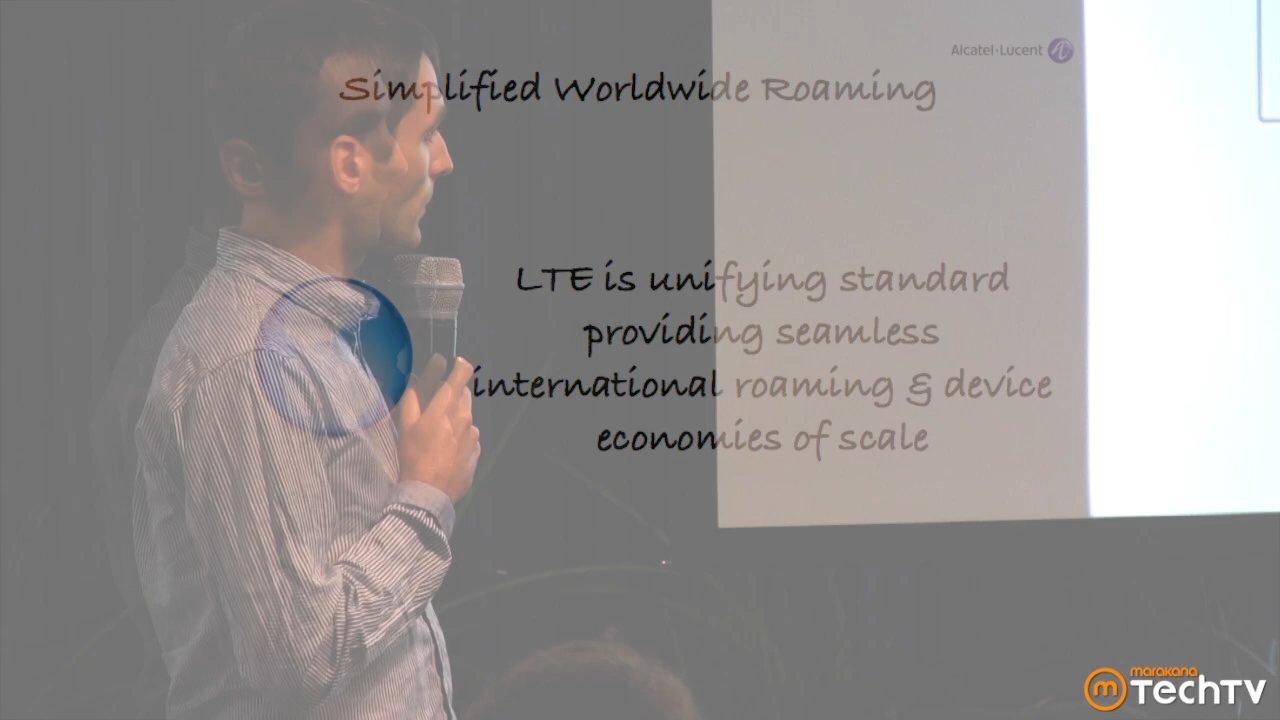 Alcatel·Lucent
Simplified Worldwide Roaming
LTE is unifying standard
providing seamless
international roaming & device
economies of scale
marakana
TechTV